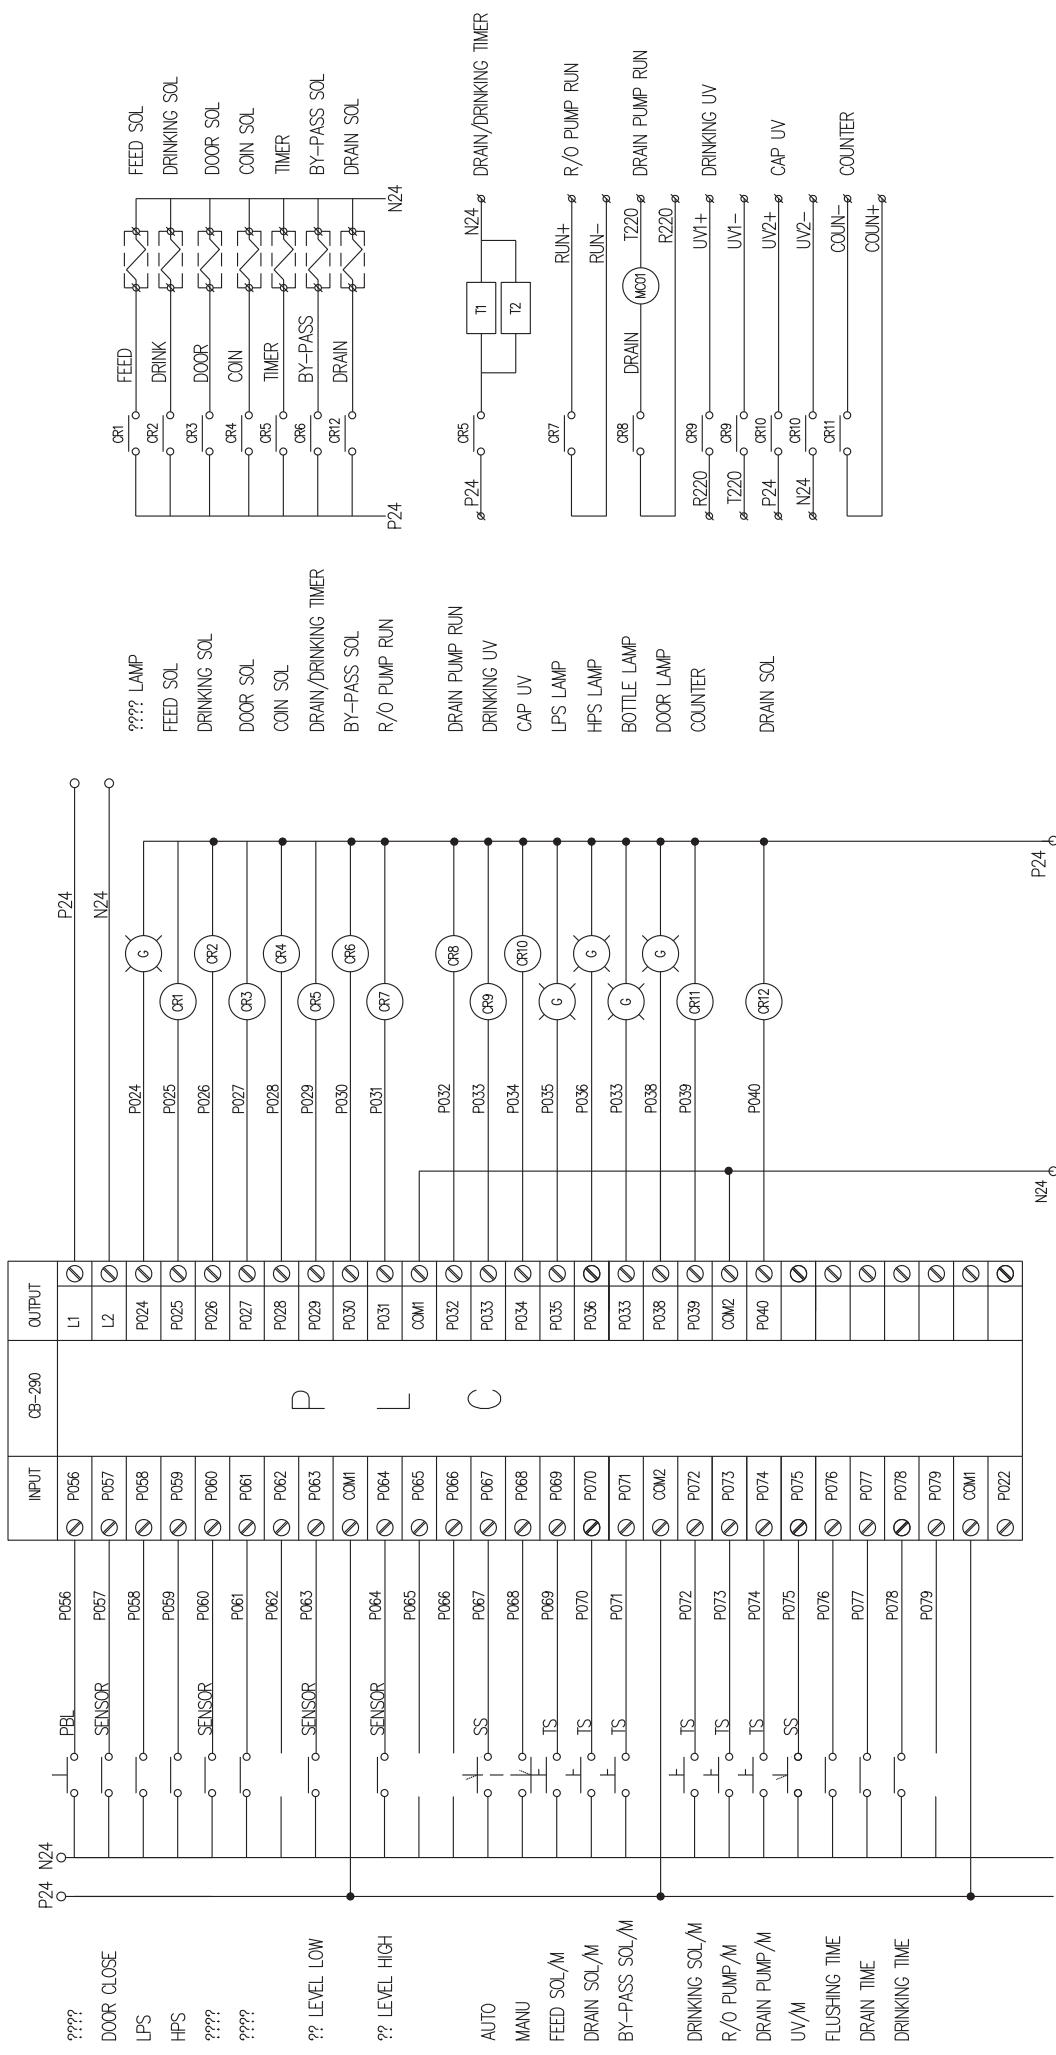 ????
DOOR CLOSE
LPS
HPS
????
????
?? LEVEL LOW
?? LEVEL HIGH
AUTO
MANU
FEED SOL/M
DRAIN SOL/M
BY-PASS SOL/M
DRINKING SOL/M
R/O PUMP/M
DRAIN PUMP/M
UV/M
FLUSHING TIME
DRAIN TIME
DRINKING TIME
P24
N24
PBL
SENSOR
SENSOR
SENSOR
SENSOR
SS
TS
TS
TS
TS
TS
TS
SS
P056
P057
P058
P059
P060
P061
P062
P063
P064
P065
P066
P067
P068
P069
P070
P071
P072
P073
P074
P075
P076
P077
P078
P079
INPUT
P056
P057
P058
P059
P060
P061
P062
P063
COM1
P064
P065
P066
P067
P068
P069
P070
P071
COM2
P072
P073
P074
P075
P076
P077
P078
P079
COM1
P022
CB-290
P
L
C
OUTPUT
L1
L2
P024
P025
P026
P027
P028
P029
P030
P031
COM1
P032
P033
P034
P035
P036
P033
P038
P039
COM2
P040
N24
P024
P025
P026
P027
P028
P029
P030
P031
P032
P033
P034
P035
P036
P033
P038
P039
P040
P24
N24
G
CR1
CR2
CR3
CR4
CR5
CR6
CR7
CR8
CR9
CR10
G
G
G
G
CR11
CR12
P24
???? LAMP
FEED SOL
DRINKING SOL
DOOR SOL
COIN SOL
DRAIN/DRINKING TIMER
BY-PASS SOL
R/O PUMP RUN
DRAIN PUMP RUN
DRINKING UV
CAP UV
LPS LAMP
HPS LAMP
BOTTLE LAMP
DOOR LAMP
COUNTER
DRAIN SOL
CR1 FEED FEED SOL
CR2 DRINK DRINKING SOL
CR3 DOOR DOOR SOL
CR4 COIN COIN SOL
CR5 TIMER TIMER
CR6 BY-PASS BY-PASS SOL
CR12 DRAIN DRAIN SOL
P24 N24
P24 CR5 T1 N24 DRAIN/DRINKING TIMER
T2
CR7 RUN+ R/O PUMP RUN
RUN-
CR8 DRAIN MC01 T220 DRAIN PUMP RUN
R220
R220 CR9 UV1+ DRINKING UV
T220 CR9 UV1-
P24 CR10 UV2+ CAP UV
N24 CR10 UV2-
CR11 COUN- COUNTER
COUN+